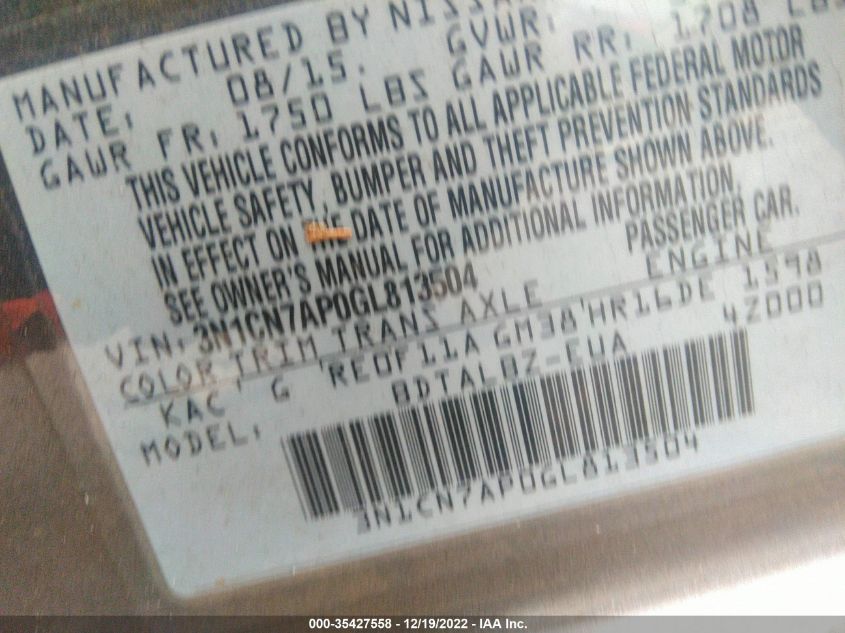 MANUFACTURED BY NISSA
DATE: 08/15. GVWR:
GAWR FR: 1750 LBS GAWR RR: 1708 LBS
THIS VEHICLE CONFORMS TO ALL APPLICABLE FEDERAL MOTOR
VEHICLE SAFETY, BUMPER AND THEFT PREVENTION STANDARDS
IN EFFECT ON THE DATE OF MANUFACTURE SHOWN ABOVE.
SEE OWNER'S MANUAL FOR ADDITIONAL INFORMATION.
PASSENGER CAR.
VIN: 3N1CN7AP0GL813504
COLOR TRIM TRANS AXLE ENGINE
KAC' G 'RE0F11A GM38'HR16DE 1598
MODEL: BDTALBZ-EUA 4Z000
3N1CN7AP0GL813504
000-35427558 - 12/19/2022 - IAA Inc.